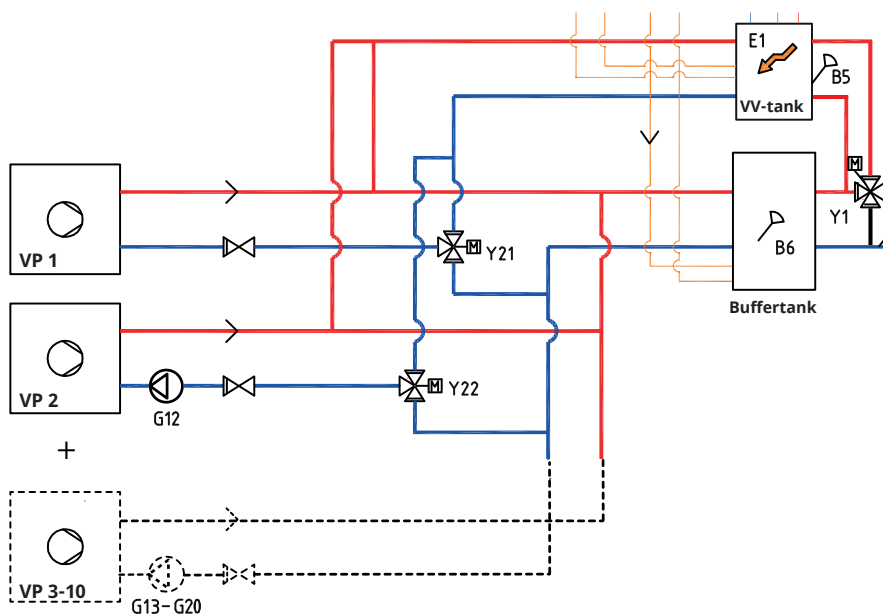 E1
B5
VV-tank
M
Y1
VP 1
M
Y21
B6
Buffertank
VP 2
G12
M
Y22
+
VP 3-10
G13-G20